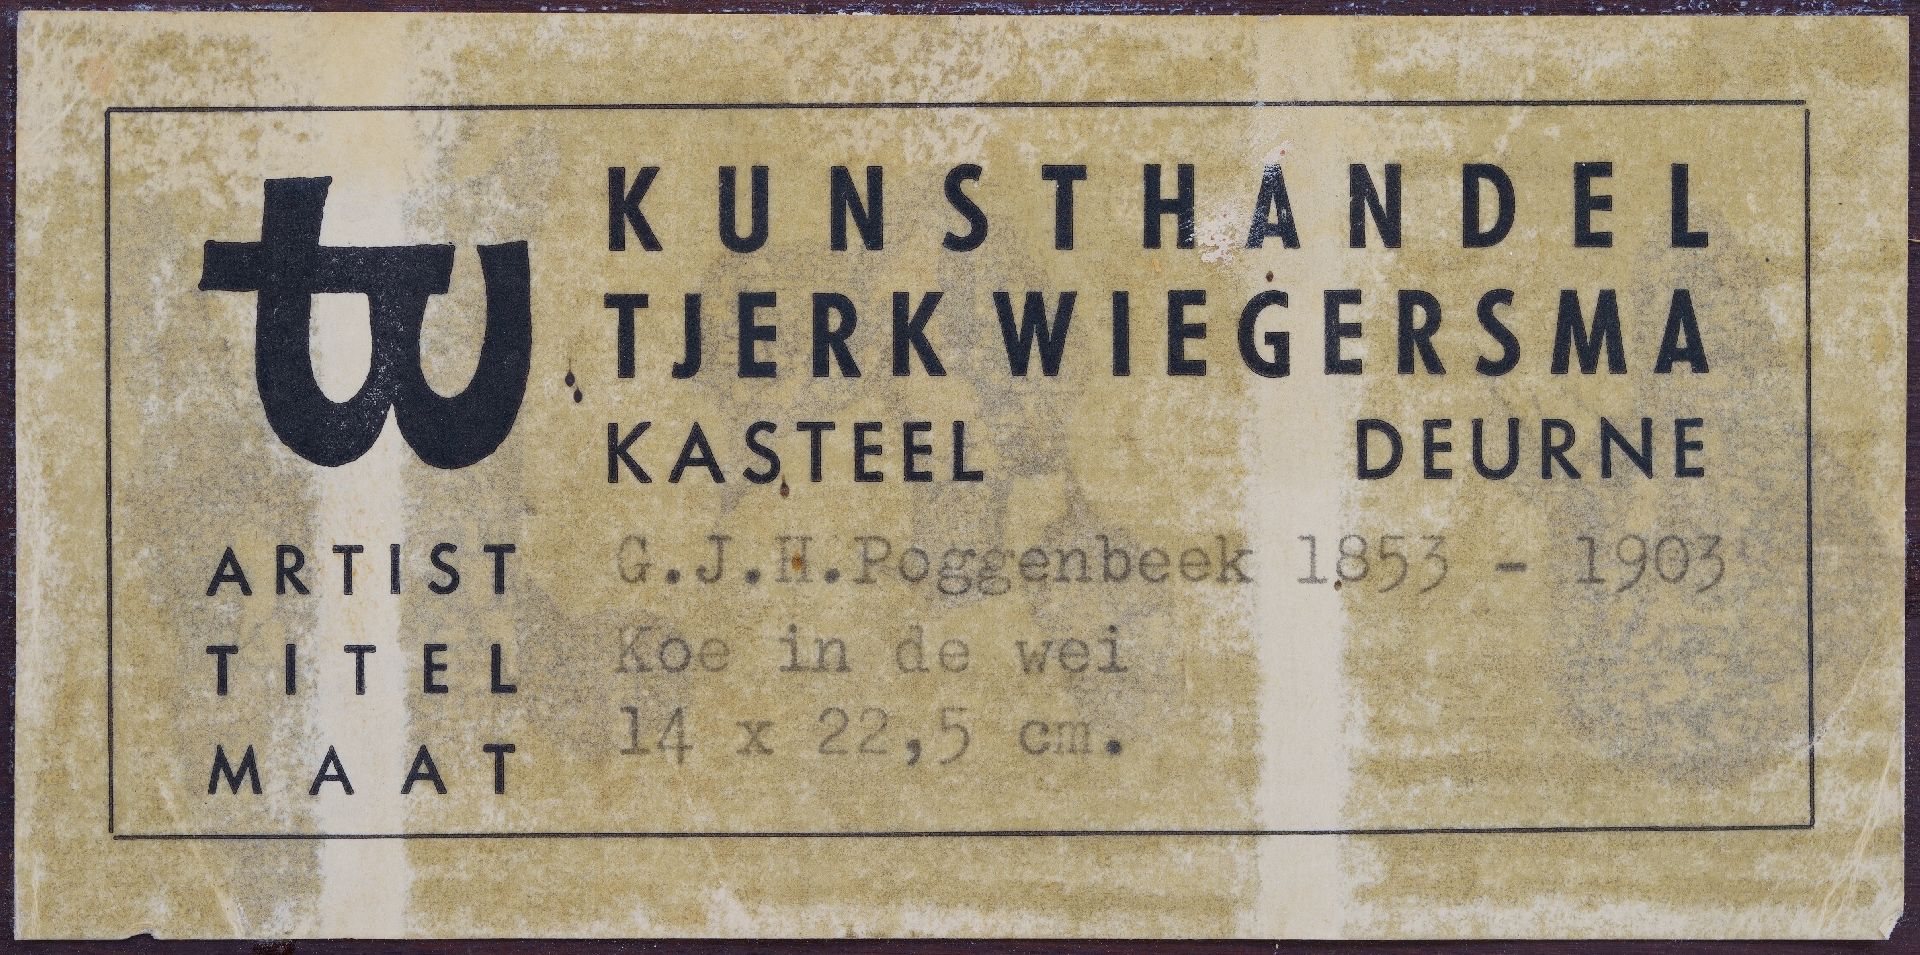 KUNSTHANDEL
TJERK WIEGERSMA
KASTEEL DEURNE
ARTIST G.J.H.Poggenbeek 1853 - 1903
TITEL Koe in de wei
MAAT 14 x 22,5 cm.